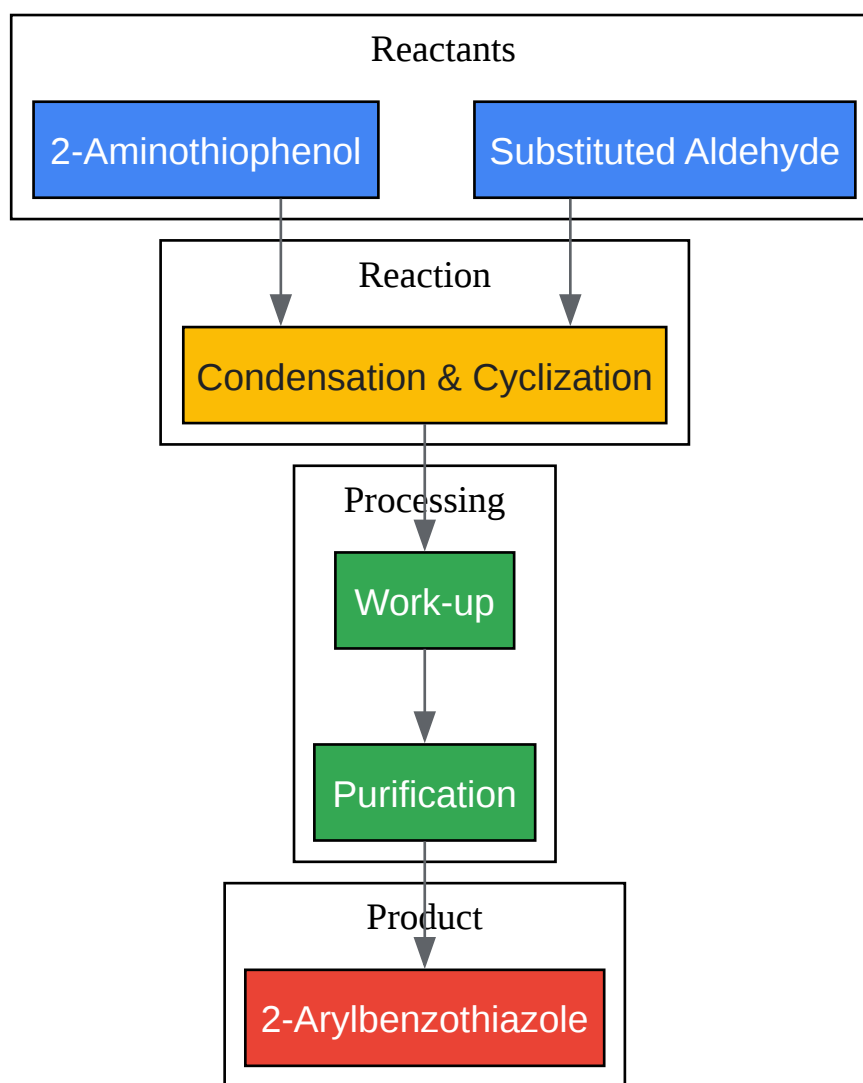 Reactants
2-Aminothiophenol
Substituted Aldehyde
Reaction
Condensation & Cyclization
Processing
Work-up
Purification
Product
2-Arylbenzothiazole